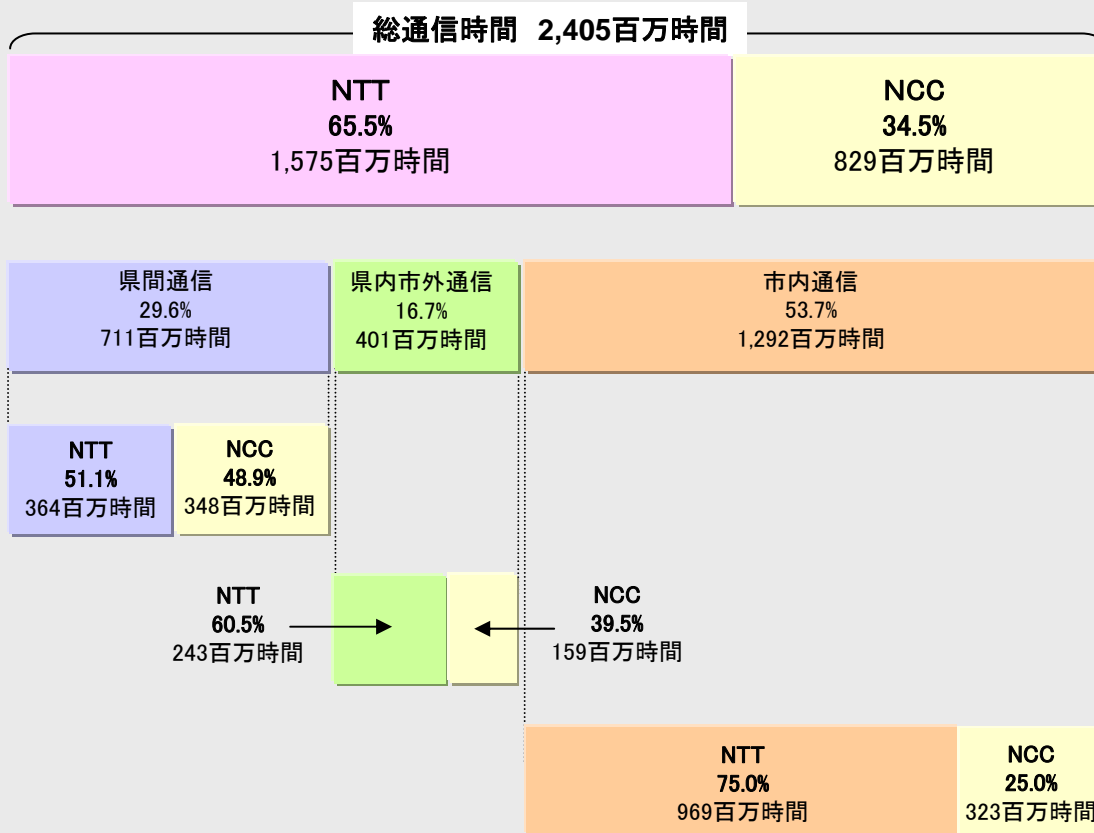 総通信時間 2,405百万時間
NTT
65.5%
1,575百万時間
NCC
34.5%
829百万時間
県間通信
29.6%
711百万時間
県内市外通信
16.7%
401百万時間
市内通信
53.7%
1,292百万時間
NTT
51.1%
364百万時間
NCC
48.9%
348百万時間
NTT
60.5%
243百万時間
NCC
39.5%
159百万時間
NTT
75.0%
969百万時間
NCC
25.0%
323百万時間